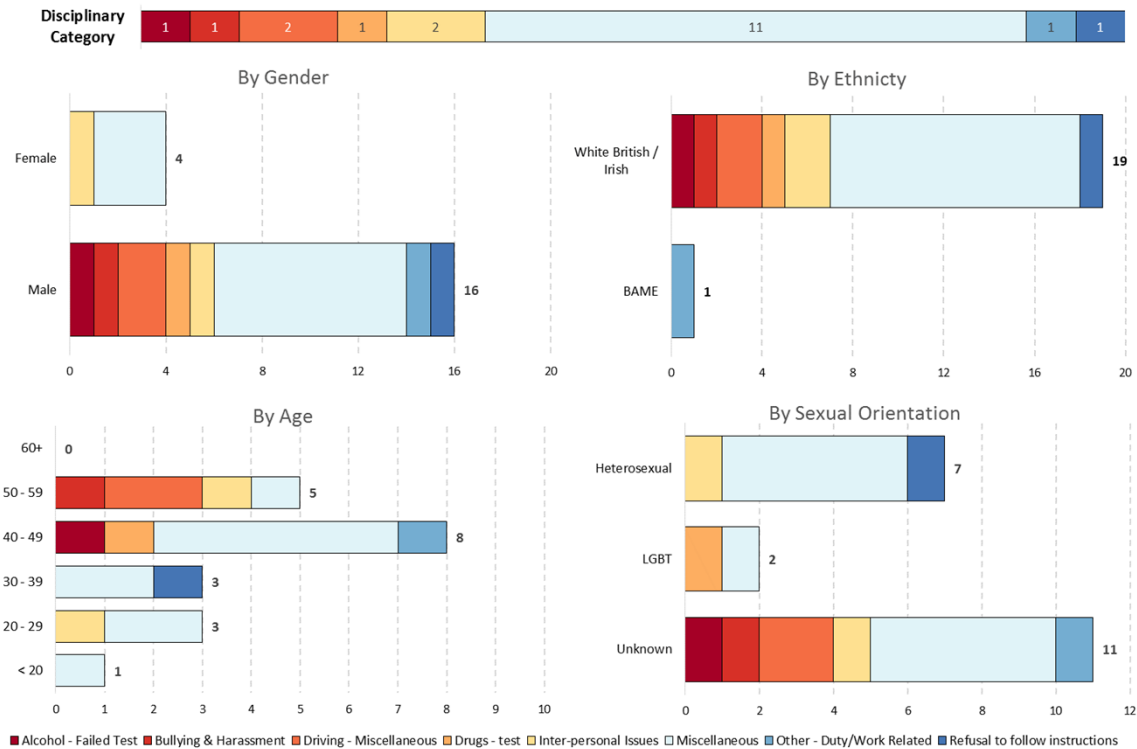 Disciplinary
Category
1 1 2 1 2 11 1 1
By Gender
Female
4
Male
16
0 4 8 12 16 20
By Ethnicty
White British /
Irish
19
BAME
1
0 4 8 12 16 20
By Age
60+
0
50 - 59
5
40 - 49
8
30 - 39
3
20 - 29
3
< 20
1
0 1 2 3 4 5 6 7 8 9 10
By Sexual Orientation
Heterosexual
7
LGBT
2
Unknown
11
0 2 4 6 8 10 12
Alcohol - Failed Test Bullying & Harassment Driving - Miscellaneous Drugs - test Inter-personal Issues Miscellaneous Other - Duty/Work Related Refusal to follow instructions